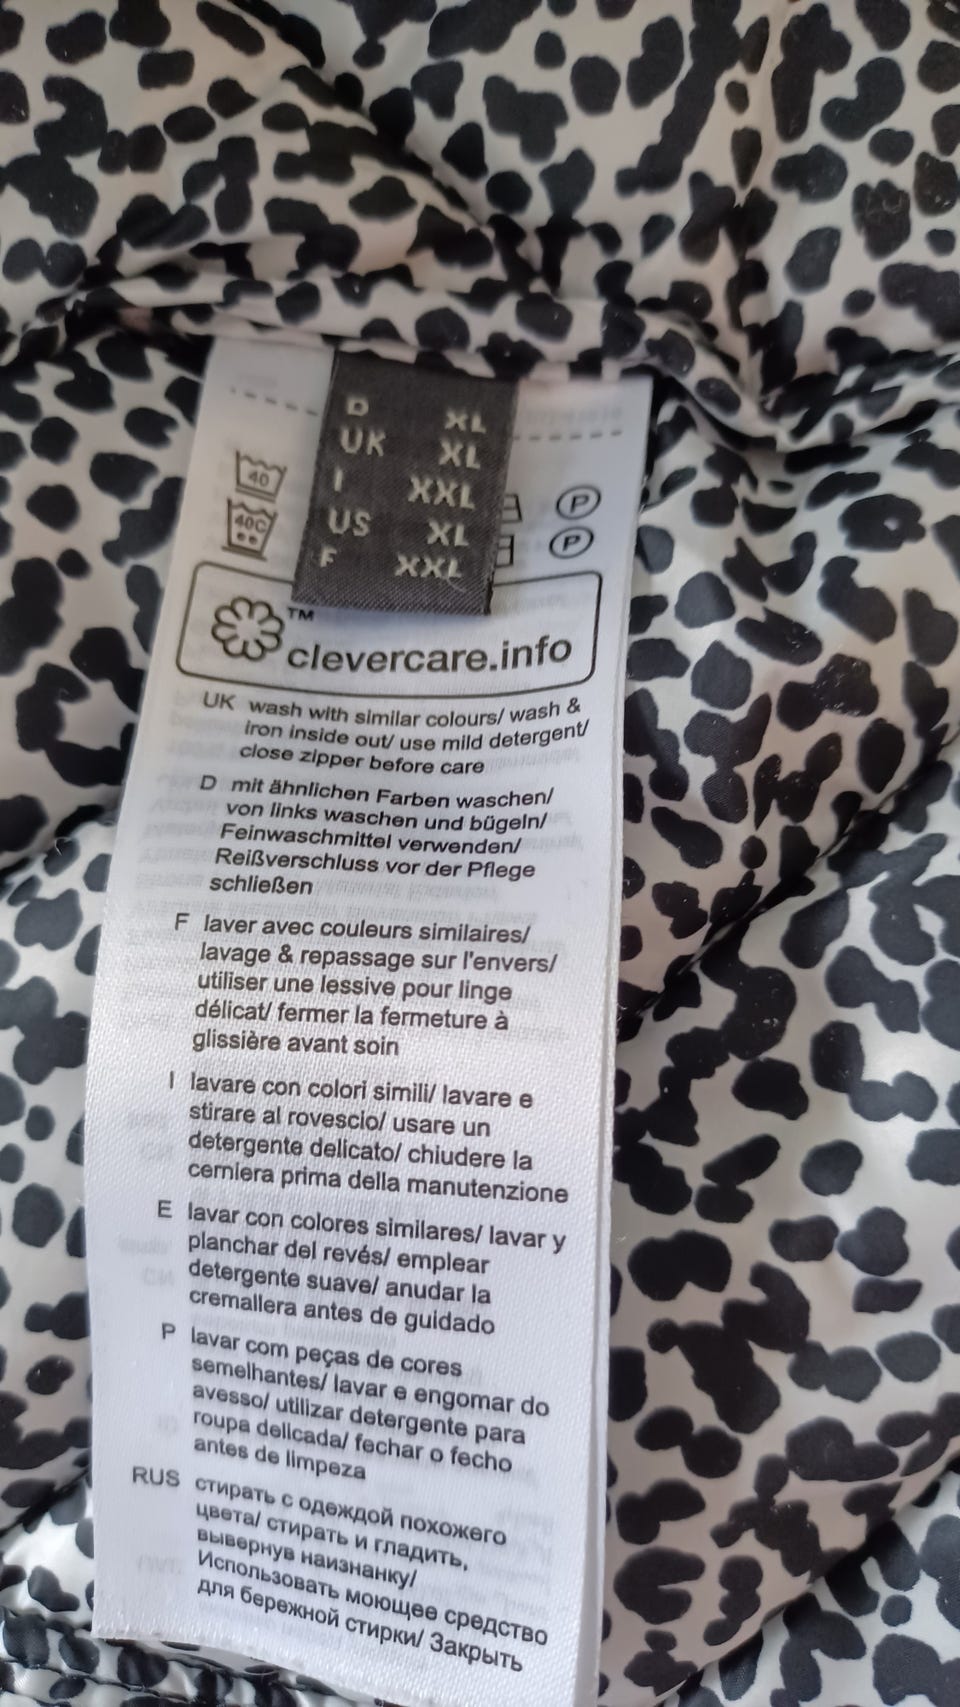 D XL
UK XL
I XXL
US XL
F XXL
40
40C
P
P
TM
clevercare.info
UK wash with similar colours/ wash &
iron inside out/ use mild detergent/
close zipper before care
D mit ähnlichen Farben waschen/
von links waschen und bügeln/
Feinwaschmittel verwenden/
Reißverschluss vor der Pflege
schließen
F laver avec couleurs similaires/
lavage & repassage sur l'envers/
utiliser une lessive pour linge
délicat/ fermer la fermeture à
glissière avant soin
I lavare con colori simili/ lavare e
stirare al rovescio/ usare un
detergente delicato/ chiudere la
cerniera prima della manutenzione
E lavar con colores similares/ lavar y
planchar del revés/ emplear
detergente suave/ anudar la
cremallera antes de guidado
P lavar com peças de cores
semelhantes/ lavar e engomar do
avesso/ utilizar detergente para
roupa delicada/ fechar o fecho
antes de limpeza
RUS стирать с одеждой похожего
цвета/ стирать и гладить,
вывернув наизнанку/
Использовать моющее средство
для бережной стирки/ Закрыть